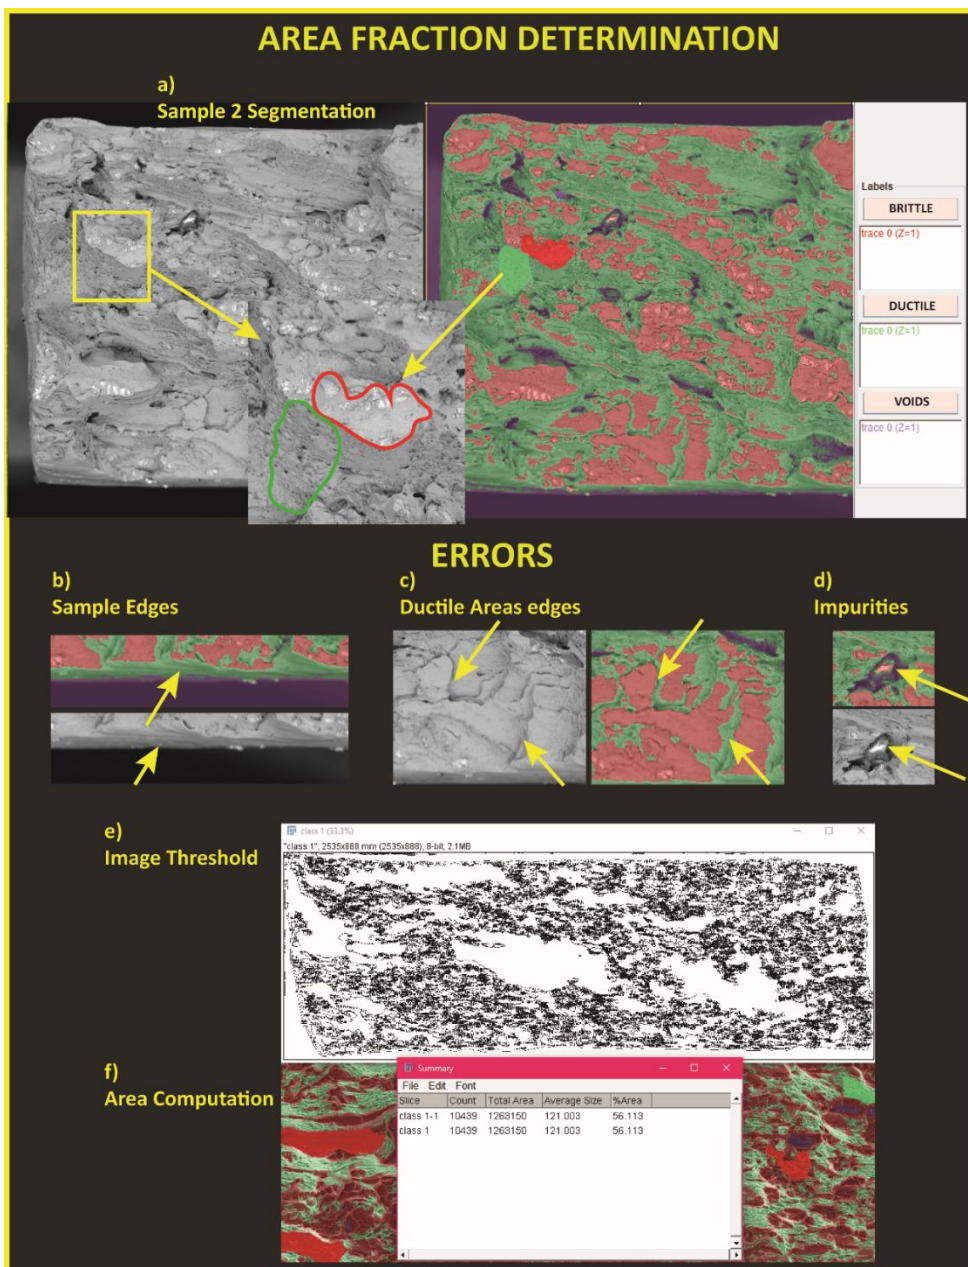 AREA FRACTION DETERMINATION
a)
Sample 2 Segmentation
Labels
BRITTLE
trace 0 (Z=1)
DUCTILE
trace 0 (Z=1)
VOIDS
trace 0 (Z=1)
ERRORS
b)
Sample Edges
c)
Ductile Areas edges
d)
Impurities
e)
Image Threshold
class 1 (33.3%)
"class 1"; 2535x888 mm (2535x888); 8-bit; 2.1MB
f)
Area Computation
Summary
File Edit Font
Slice Count Total Area Average Size %Area
class 1-1 10439 1263150 121.003 56.113
class 1 10439 1263150 121.003 56.113